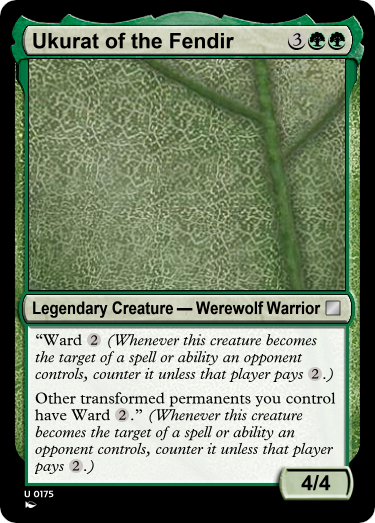 Ukurat of the Fendir 3
Legendary Creature — Werewolf Warrior
“Ward 2 (Whenever this creature becomes
the target of a spell or ability an opponent
controls, counter it unless that player pays 2.)
Other transformed permanents you control
have Ward 2.” (Whenever this creature
becomes the target of a spell or ability an
opponent controls, counter it unless that player
pays 2.)
4/4
U 0175